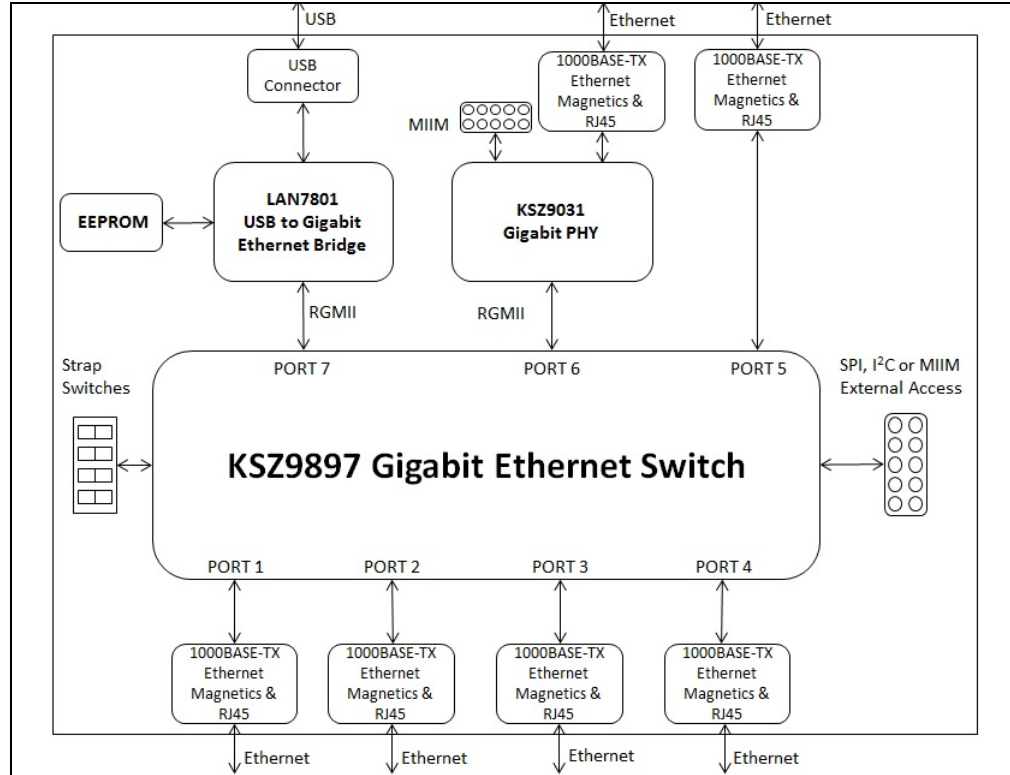 USB
Ethernet
Ethernet
USB
Connector
1000BASE-TX
Ethernet
Magnetics &
RJ45
1000BASE-TX
Ethernet
Magnetics &
RJ45
MIIM
EEPROM
LAN7801
USB to Gigabit
Ethernet Bridge
KSZ9031
Gigabit PHY
RGMII
RGMII
Strap
Switches
PORT 7
PORT 6
PORT 5
SPI, I²C or MIIM
External Access
KSZ9897 Gigabit Ethernet Switch
PORT 1
PORT 2
PORT 3
PORT 4
1000BASE-TX
Ethernet
Magnetics &
RJ45
1000BASE-TX
Ethernet
Magnetics &
RJ45
1000BASE-TX
Ethernet
Magnetics &
RJ45
1000BASE-TX
Ethernet
Magnetics &
RJ45
Ethernet
Ethernet
Ethernet
Ethernet